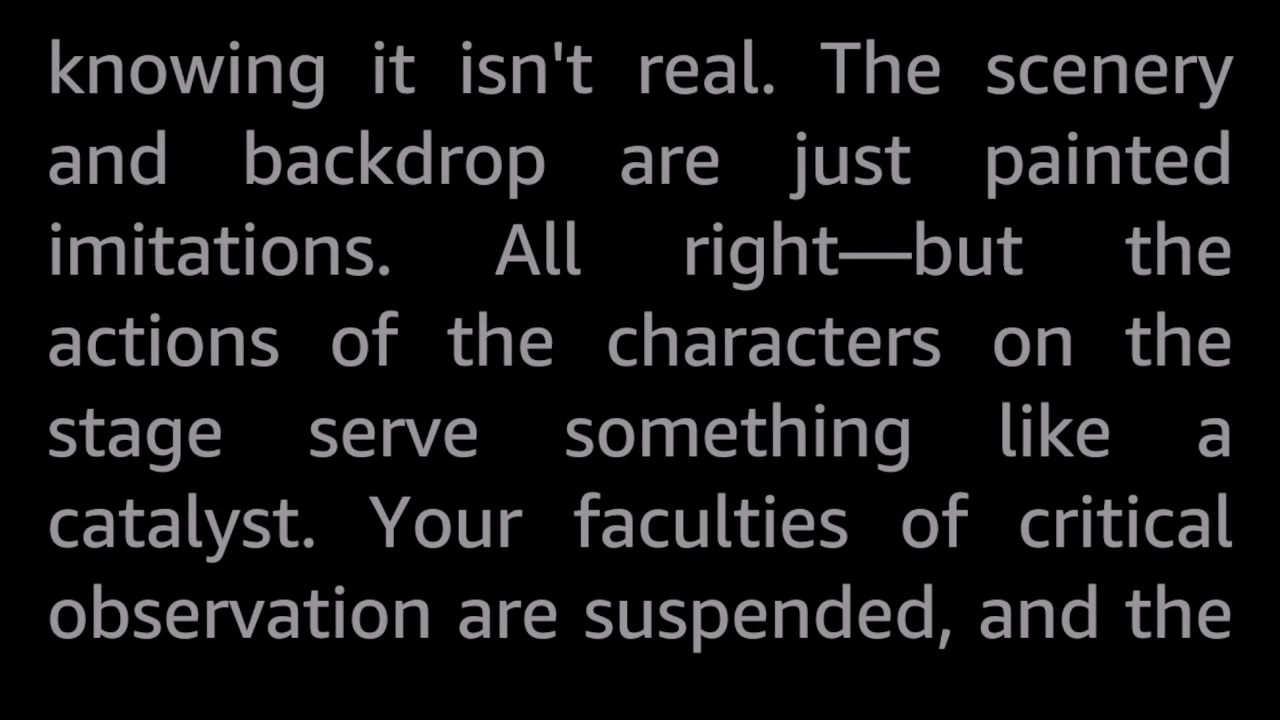 knowing it isn't real. The scenery
and backdrop are just painted
imitations. All right—but the
actions of the characters on the
stage serve something like a
catalyst. Your faculties of critical
observation are suspended, and the